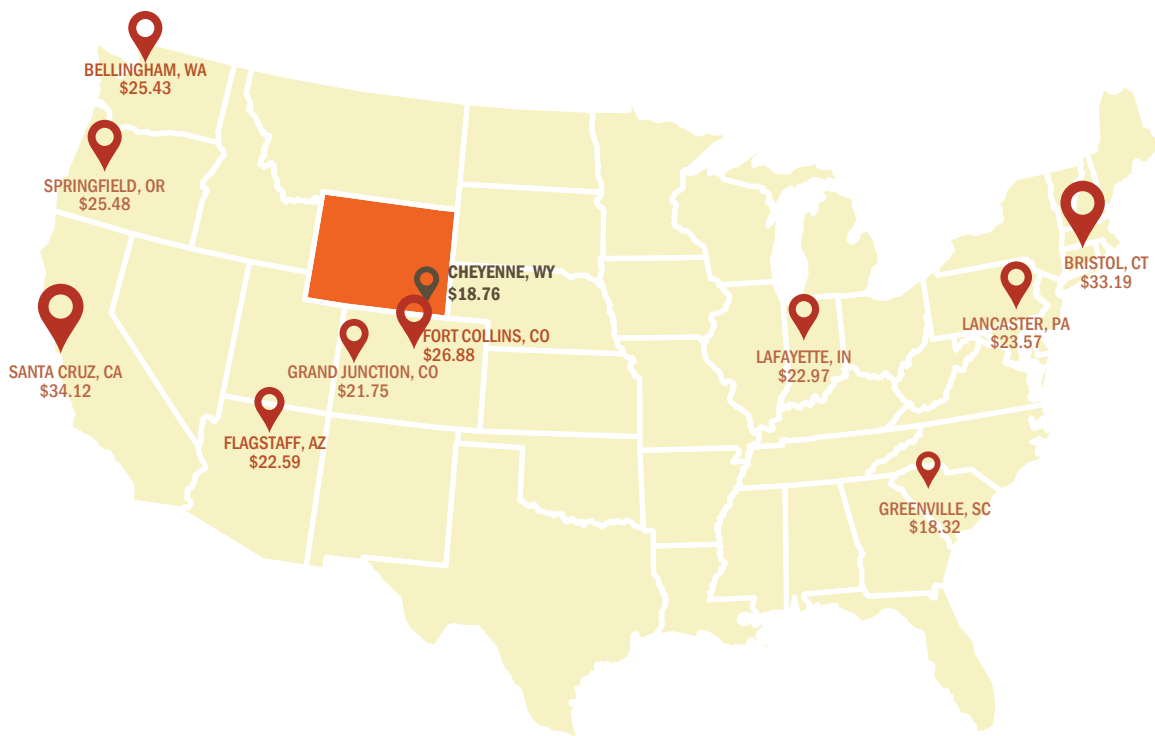 BELLINGHAM, WA
$25.43
SPRINGFIELD, OR
$25.48
BRISTOL, CT
$33.19
CHEYENNE, WY
$18.76
LANCASTER, PA
$23.57
FORT COLLINS, CO
$26.88
LAFAYETTE, IN
$22.97
SANTA CRUZ, CA
$34.12
GRAND JUNCTION, CO
$21.75
FLAGSTAFF, AZ
$22.59
GREENVILLE, SC
$18.32